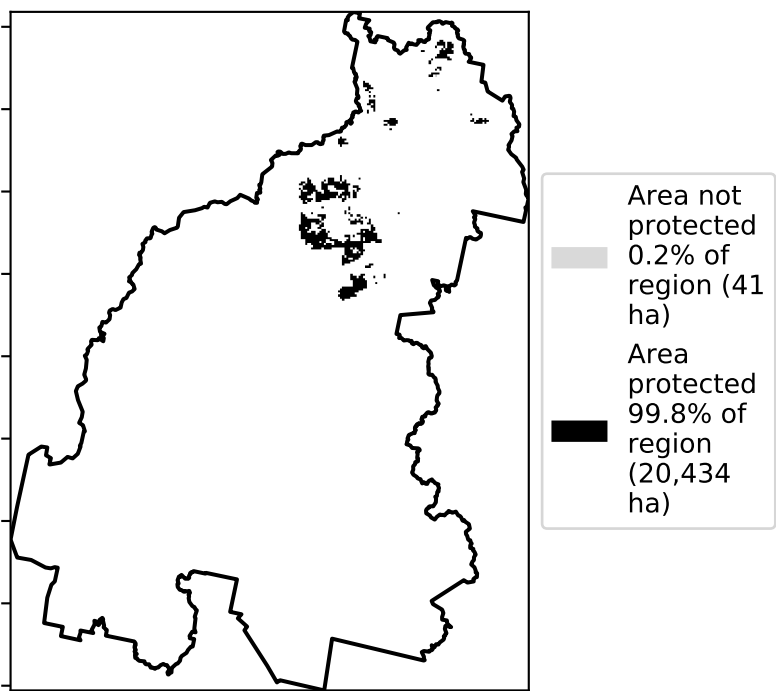 Area not
protected
0.2% of
region (41
ha)
Area
protected
99.8% of
region
(20,434
ha)